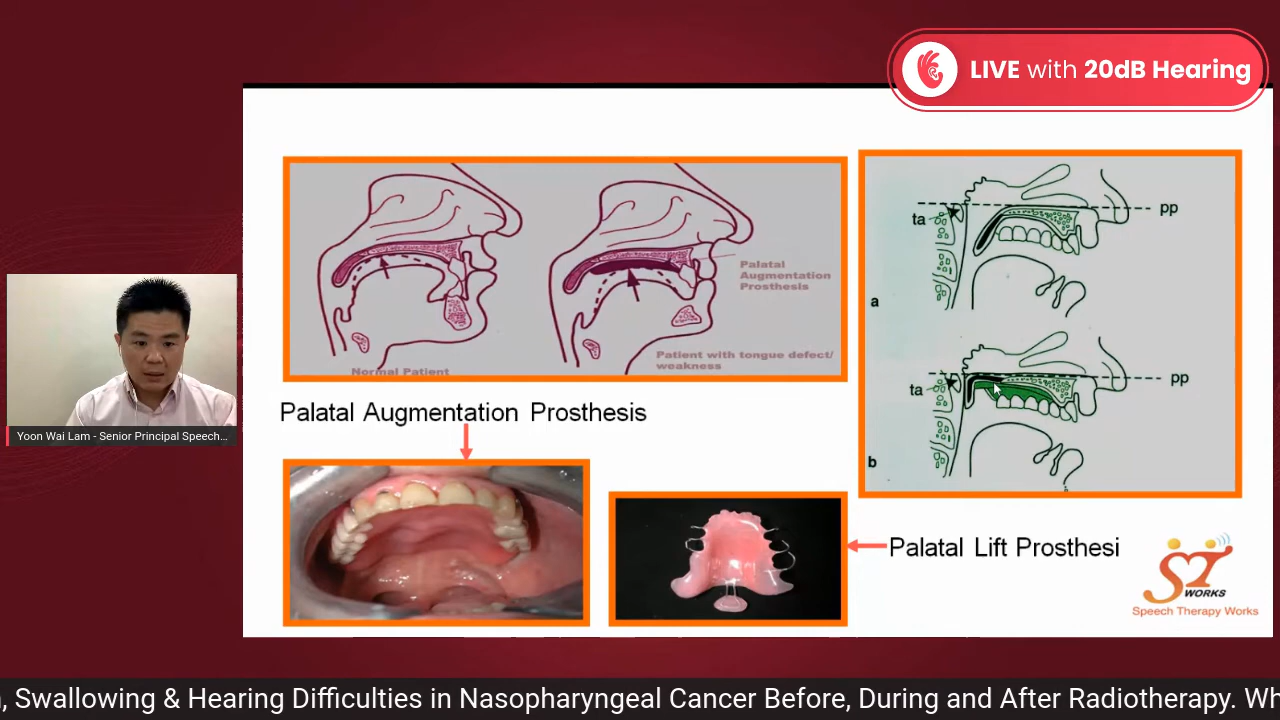 LIVE with 20dB Hearing
Palatal
Augmentation
Prosthesis
Patient with tongue defect/
weakness
Normal Patient
ta
pp
a
ta
pp
b
Palatal Augmentation Prosthesis
Palatal Lift Prosthesi
ST
WORKS
Speech Therapy Works
Yoon Wai Lam - Senior Principal Speech...
, Swallowing & Hearing Difficulties in Nasopharyngeal Cancer Before, During and After Radiotherapy. Wh